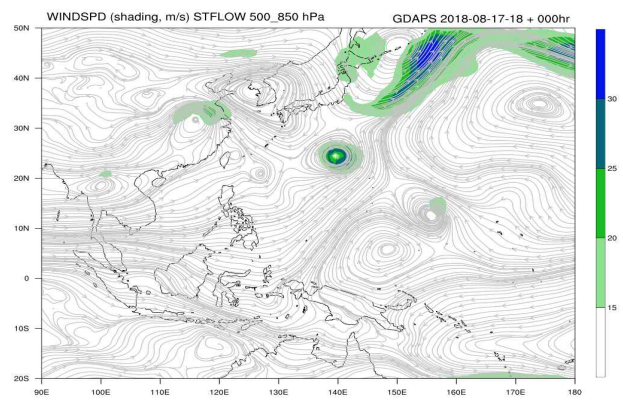 WINDSPD (shading, m/s) STFLOW 500_850 hPa GDAPS 2018-08-17-18 + 000hr
50N
40N
30N
20N
10N
0
10S
20S
90E 100E 110E 120E 130E 140E 150E 160E 170E 180
30
25
20
15